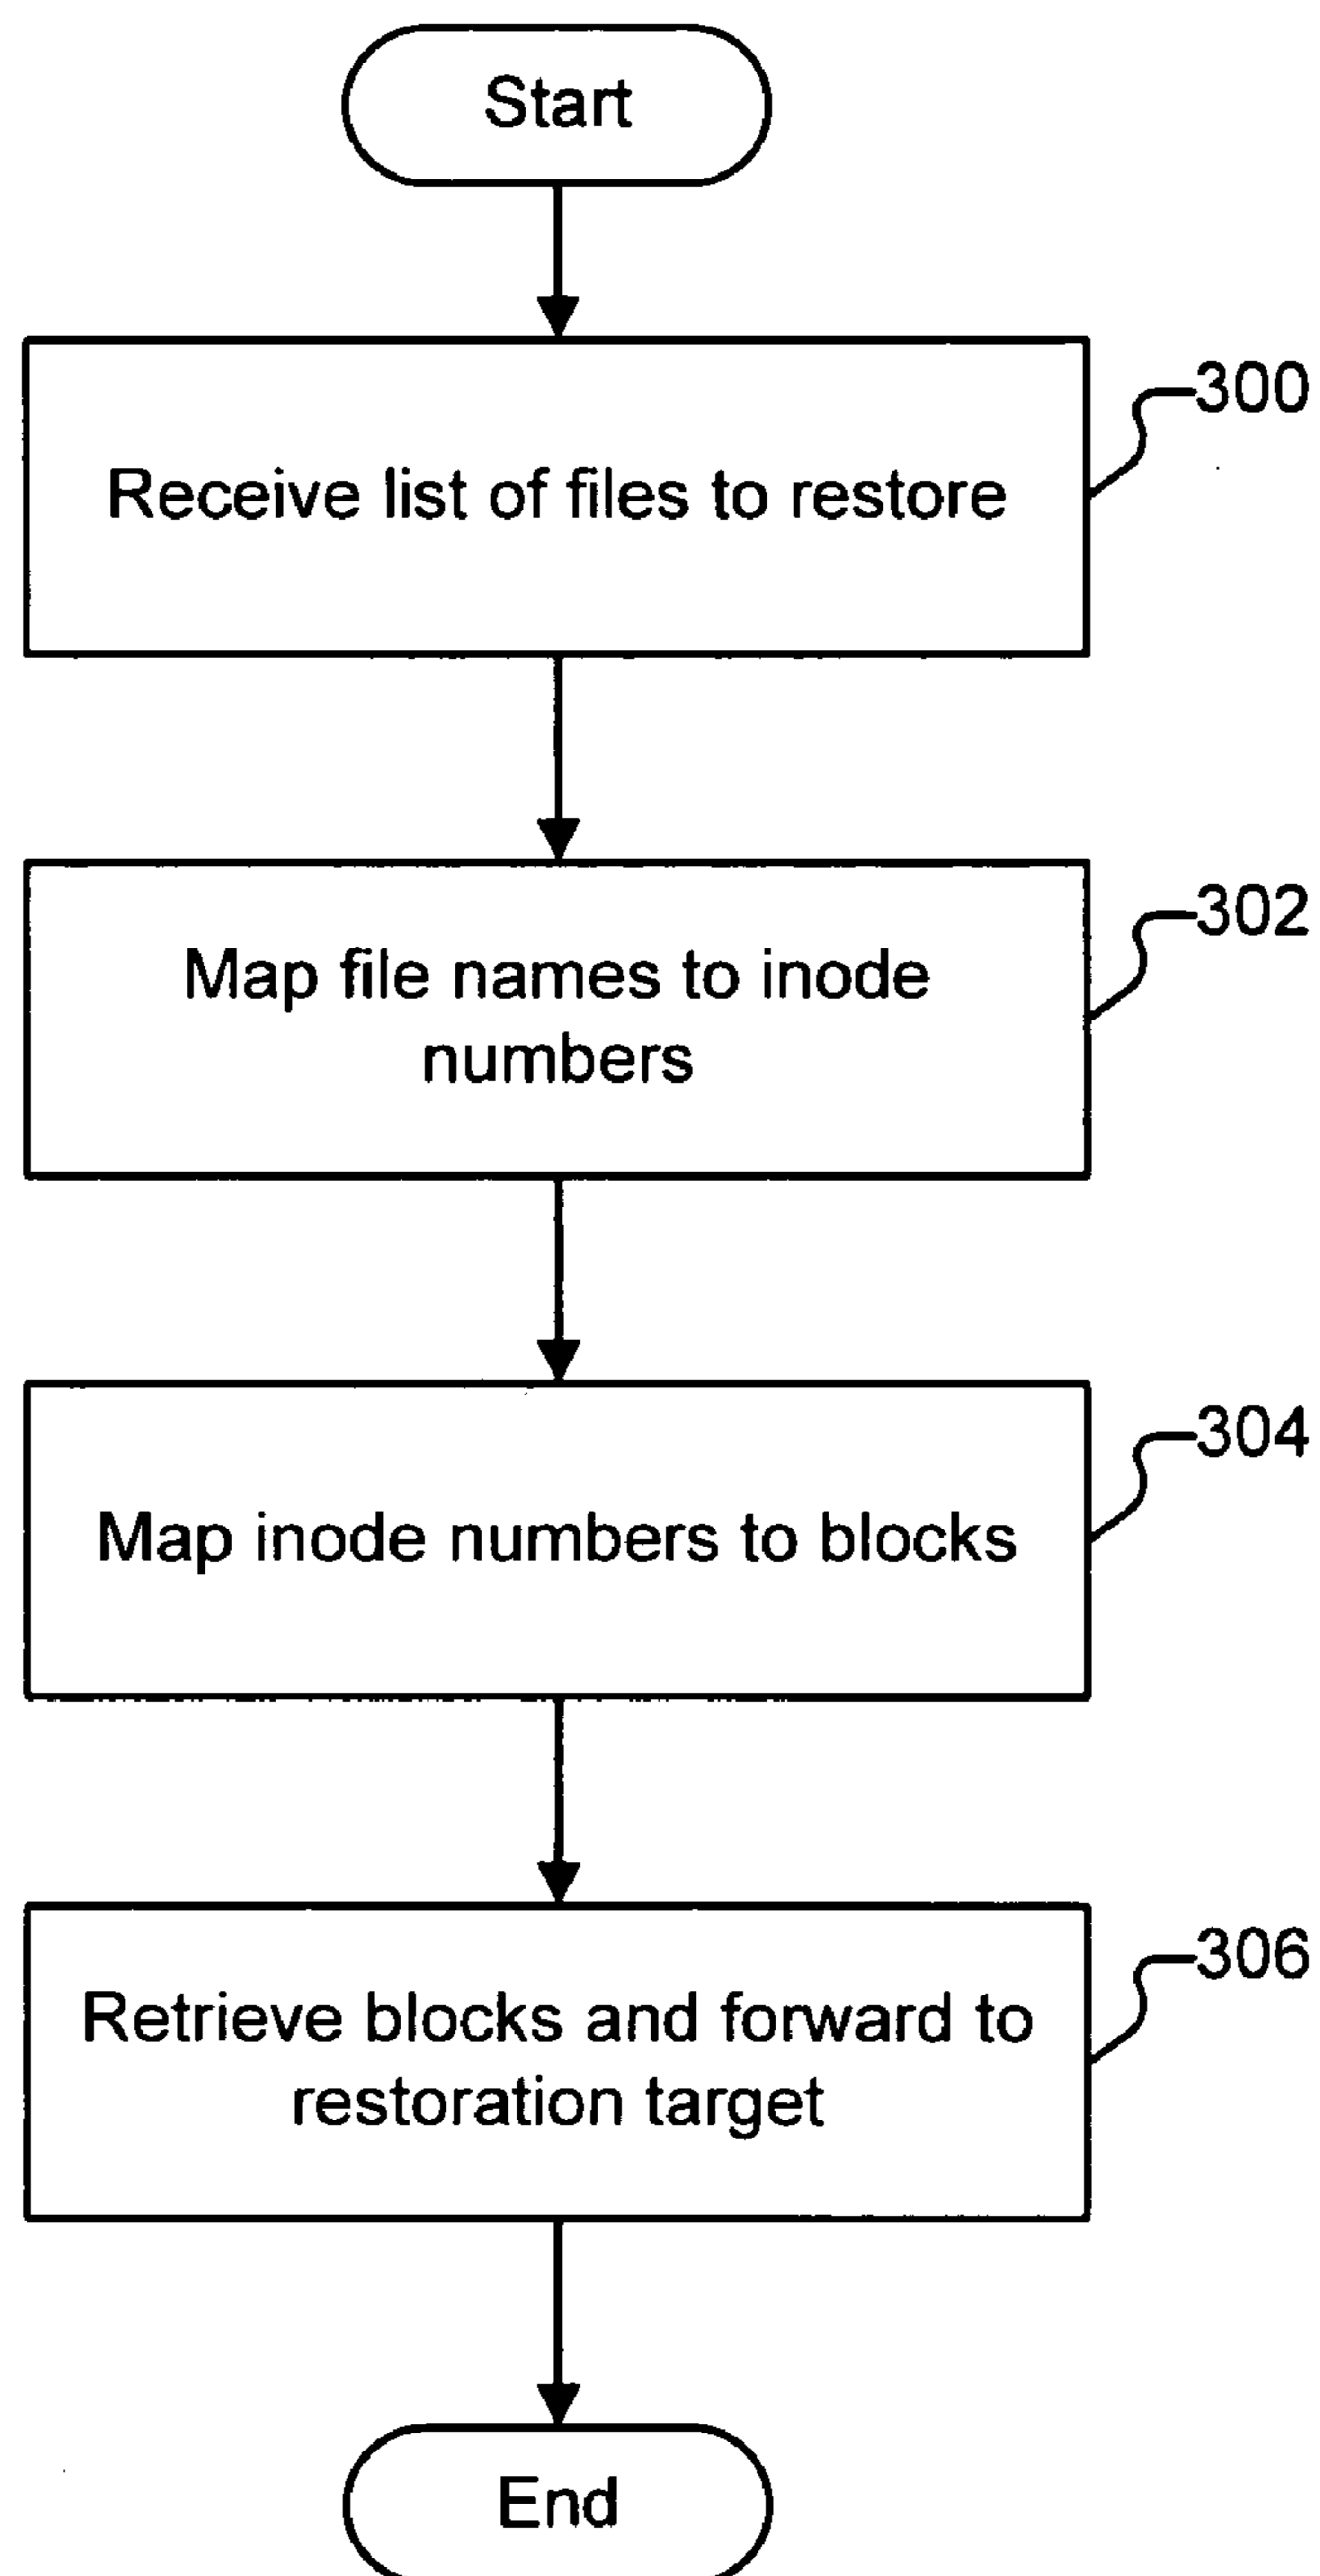 Start
Receive list of files to restore
300
Map file names to inode
numbers
302
Map inode numbers to blocks
304
Retrieve blocks and forward to
restoration target
306
End